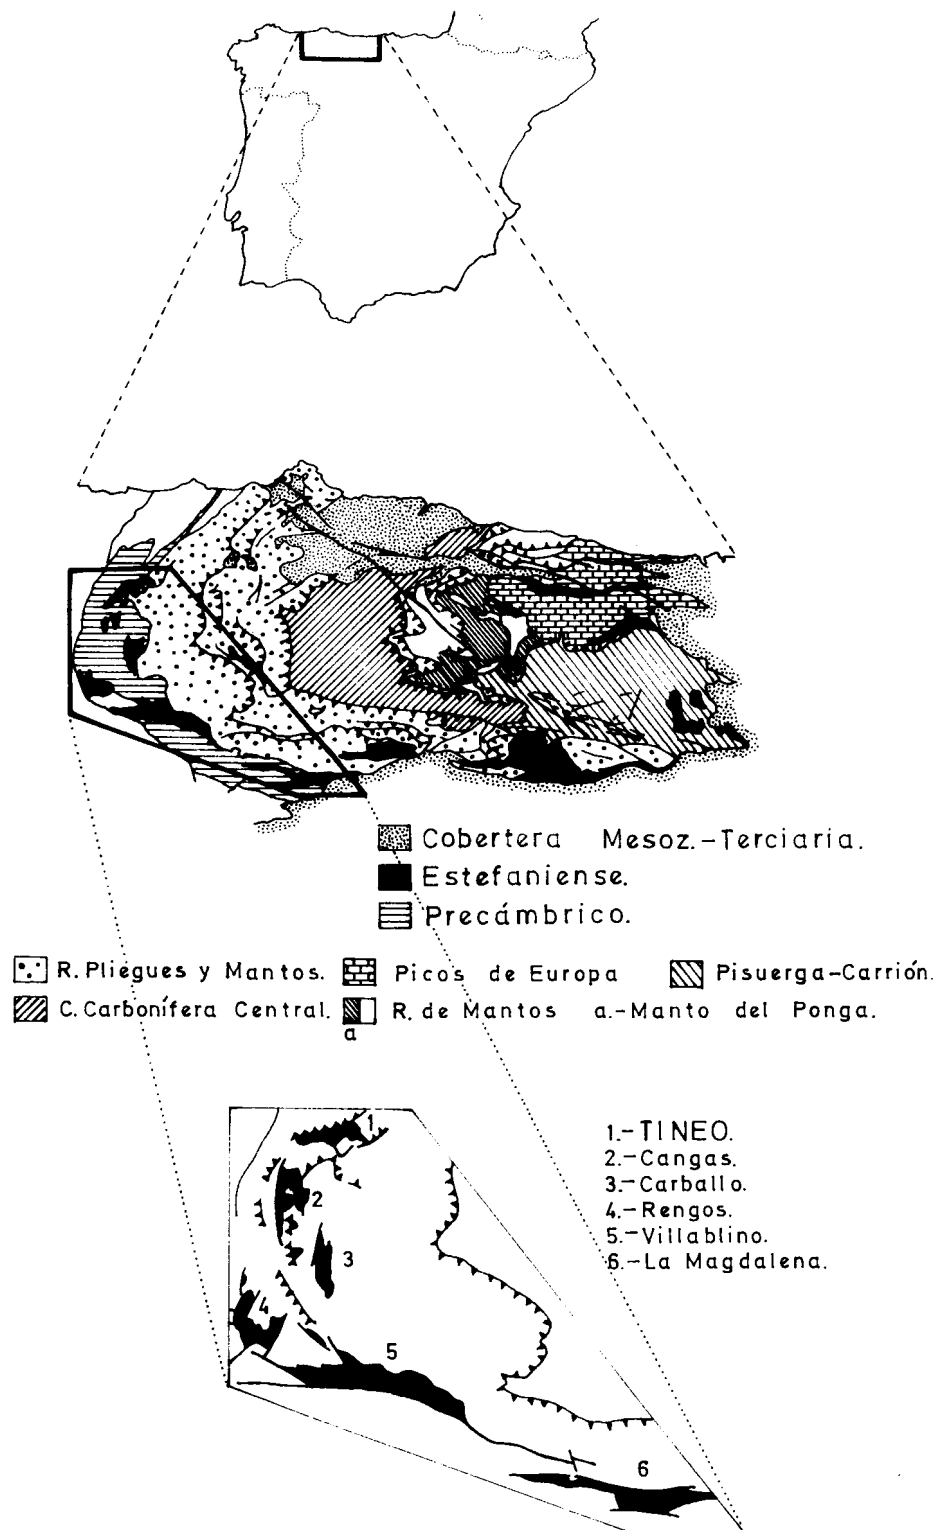 Cobertera Mesoz.-Terciaria.
Estefaniense.
Precámbrico.
R. Pliegues y Mantos. Picos de Europa Pisuerga-Carrión.
C. Carbonífera Central. R. de Mantos a.-Manto del Ponga.
a
1
2
3
4
5
6
1.-TINEO.
2.-Cangas.
3.-Carballo.
4.-Rengos.
5.-Villablino.
6.-La Magdalena.